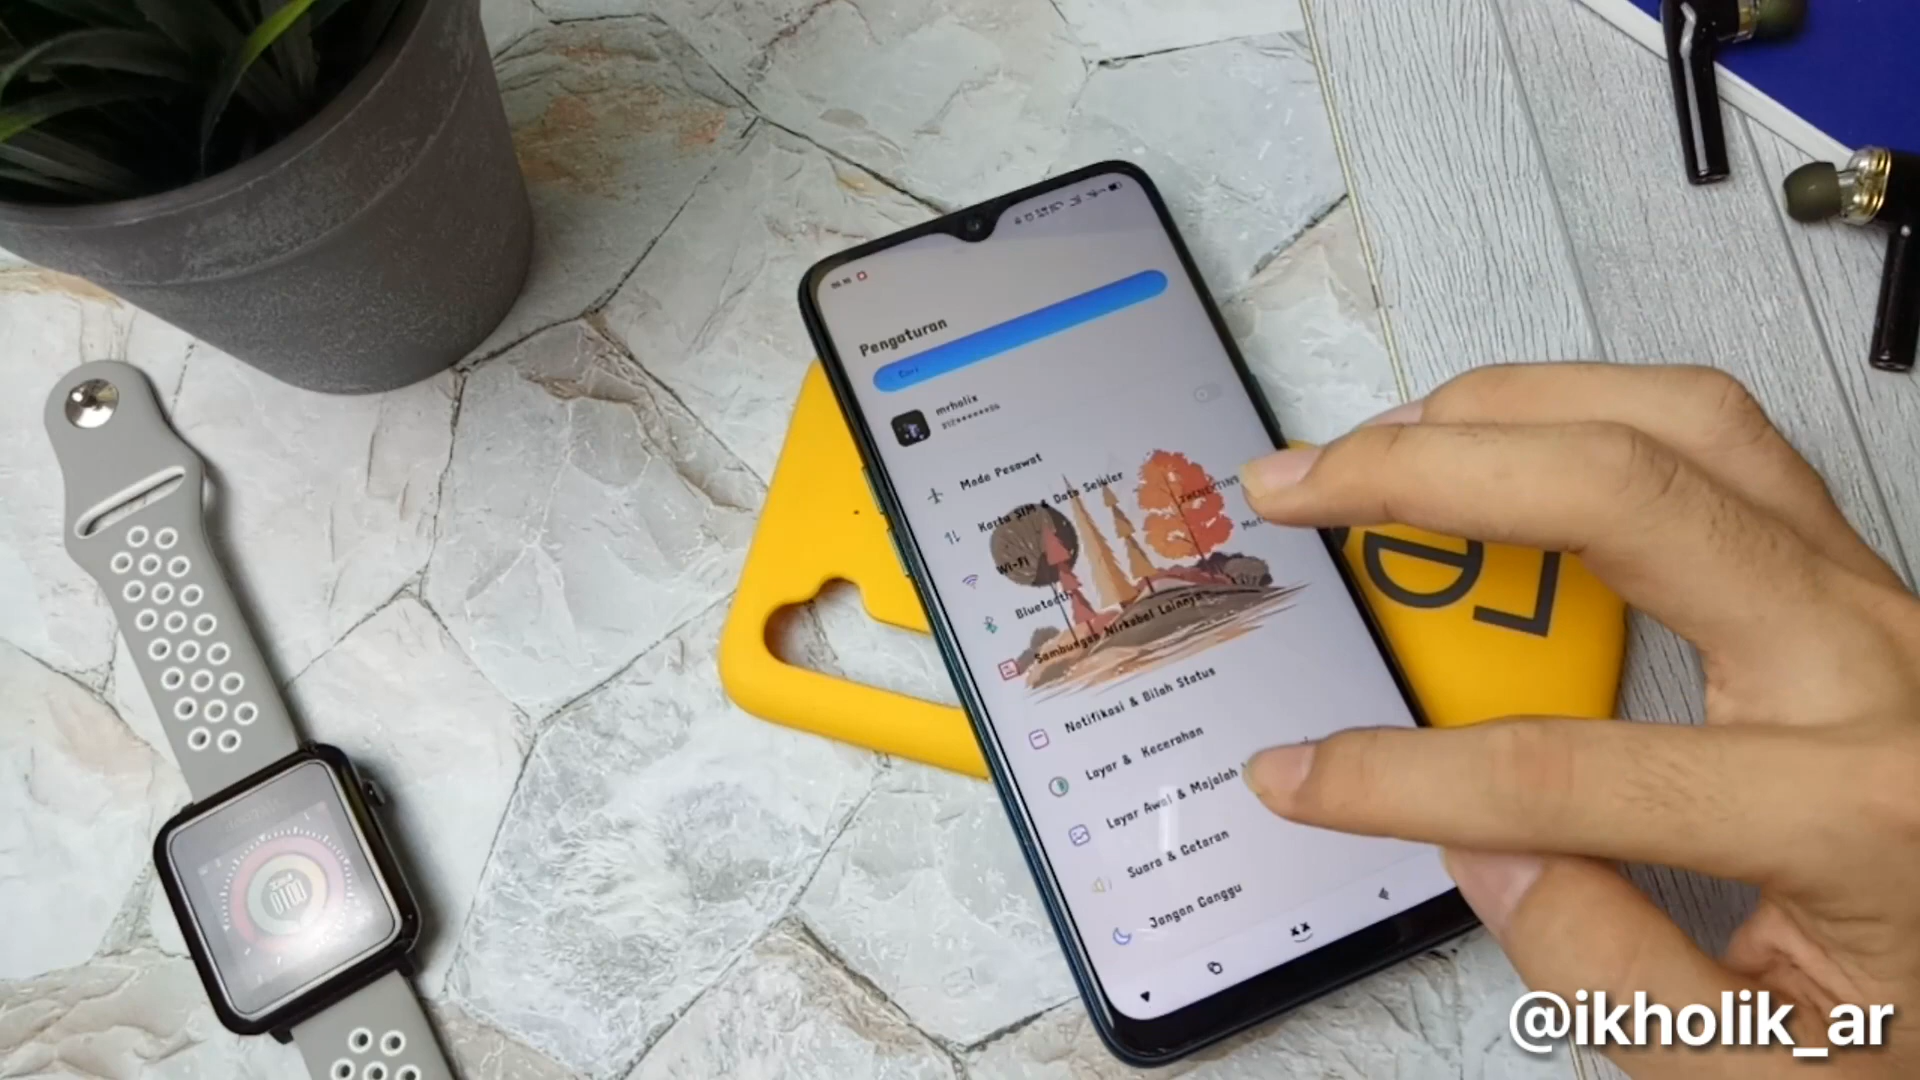 Pengaturan
Cari
mrholix
Mode Pesawat
Kartu SIM & Data Seluler
Wi-Fi
Bluetooth
Sambungan Nirkabel Lainnya
Notifikasi & Bilah Status
Layar & Kecerahan
Layar Awal & Majalah
Suara & Getaran
Jangan Ganggu
@ikholik_ar